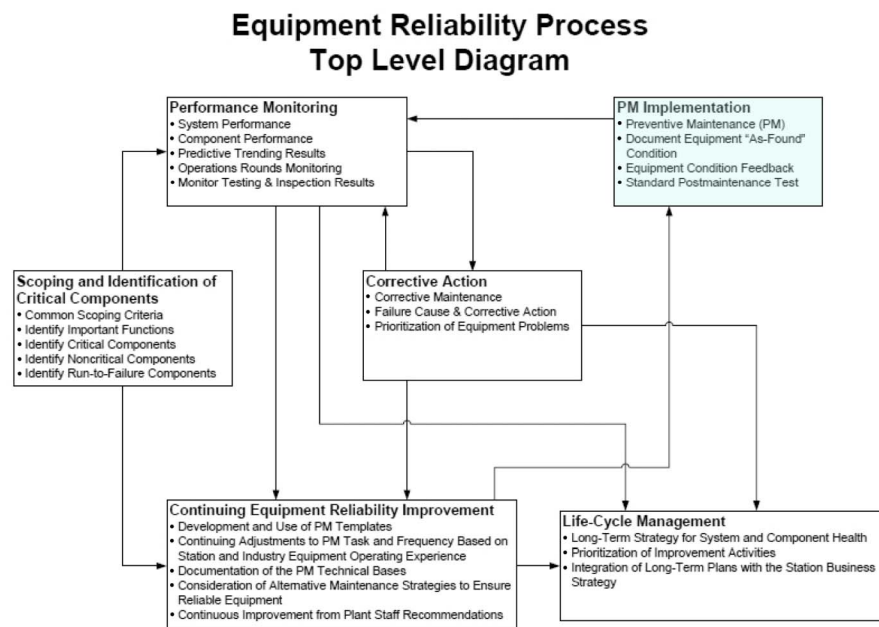 Equipment Reliability Process
Top Level Diagram
Performance Monitoring
• System Performance
• Component Performance
• Predictive Trending Results
• Operations Rounds Monitoring
• Monitor Testing & Inspection Results
PM Implementation
• Preventive Maintenance (PM)
• Document Equipment “As-Found”
Condition
• Equipment Condition Feedback
• Standard Postmaintenance Test
Scoping and Identification of
Critical Components
• Common Scoping Criteria
• Identify Important Functions
• Identify Critical Components
• Identify Noncritical Components
• Identify Run-to-Failure Components
Corrective Action
• Corrective Maintenance
• Failure Cause & Corrective Action
• Prioritization of Equipment Problems
Continuing Equipment Reliability Improvement
• Development and Use of PM Templates
• Continuing Adjustments to PM Task and Frequency Based on
Station and Industry Equipment Operating Experience
• Documentation of the PM Technical Bases
• Consideration of Alternative Maintenance Strategies to Ensure
Reliable Equipment
• Continuous Improvement from Plant Staff Recommendations
Life-Cycle Management
• Long-Term Strategy for System and Component Health
• Prioritization of Improvement Activities
• Integration of Long-Term Plans with the Station Business
Strategy